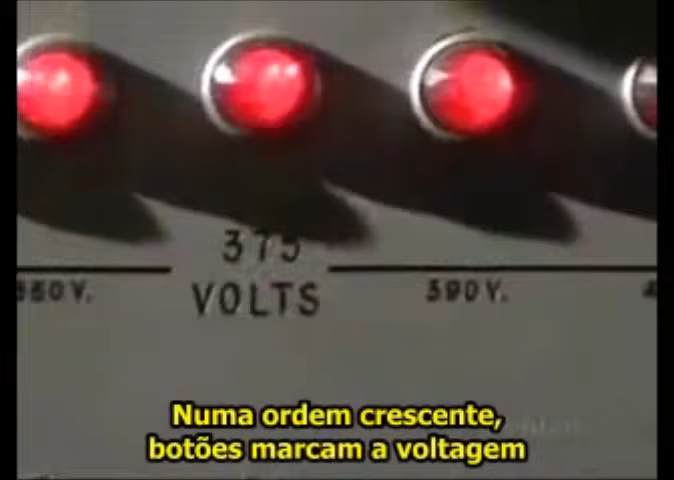 375
VOLTS
390V.
Numa ordem crescente,
botões marcam a voltagem